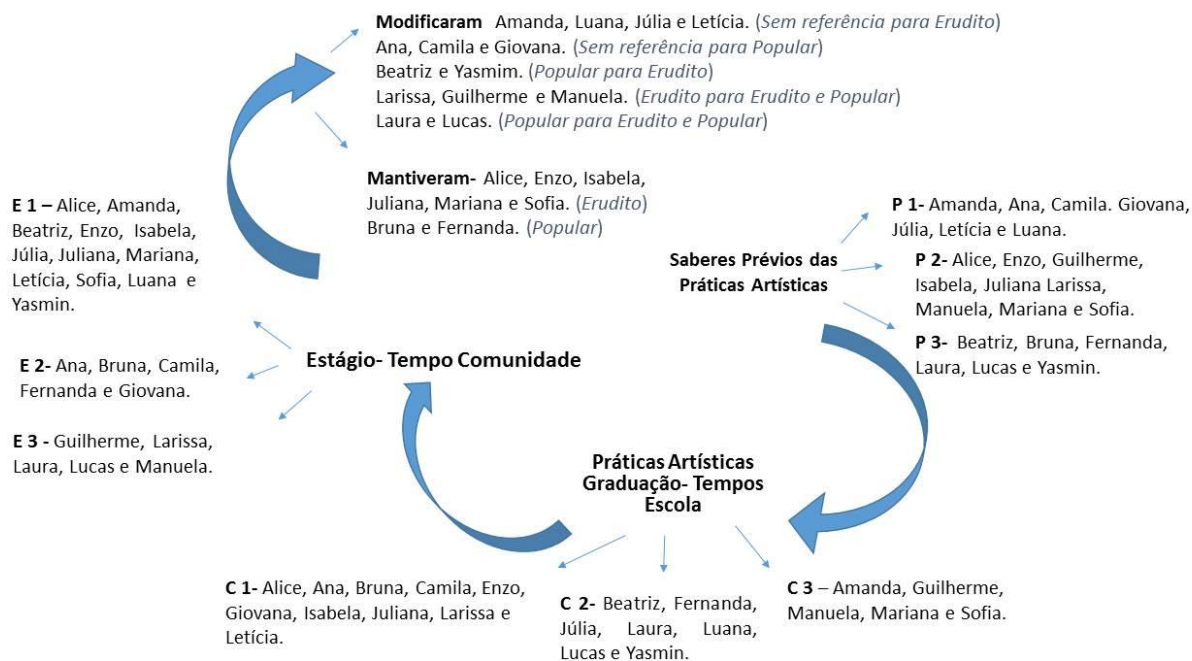 Modificaram Amanda, Luana, Júlia e Letícia. (Sem referência para Erudito)
Ana, Camila e Giovana. (Sem referência para Popular)
Beatriz e Yasmim. (Popular para Erudito)
Larissa, Guilherme e Manuela. (Erudito para Erudito e Popular)
Laura e Lucas. (Popular para Erudito e Popular)
Mantiveram- Alice, Enzo, Isabela,
Juliana, Mariana e Sofia. (Erudito)
Bruna e Fernanda. (Popular)
Saberes Prévios das
Práticas Artísticas
P 1- Amanda, Ana, Camila. Giovana,
Júlia, Letícia e Luana.
P 2- Alice, Enzo, Guilherme,
Isabela, Juliana Larissa,
Manuela, Mariana e Sofia.
P 3- Beatriz, Bruna, Fernanda,
Laura, Lucas e Yasmin.
E 1 – Alice, Amanda,
Beatriz, Enzo, Isabela,
Júlia, Juliana, Mariana,
Letícia, Sofia, Luana e
Yasmin.
Estágio- Tempo Comunidade
E 2- Ana, Bruna, Camila,
Fernanda e Giovana.
E 3 - Guilherme, Larissa,
Laura, Lucas e Manuela.
Práticas Artísticas
Graduação- Tempos
Escola
C 1- Alice, Ana, Bruna, Camila, Enzo,
Giovana, Isabela, Juliana, Larissa e
Letícia.
C 2- Beatriz, Fernanda,
Júlia, Laura, Luana,
Lucas e Yasmin.
C 3 – Amanda, Guilherme,
Manuela, Mariana e Sofia.